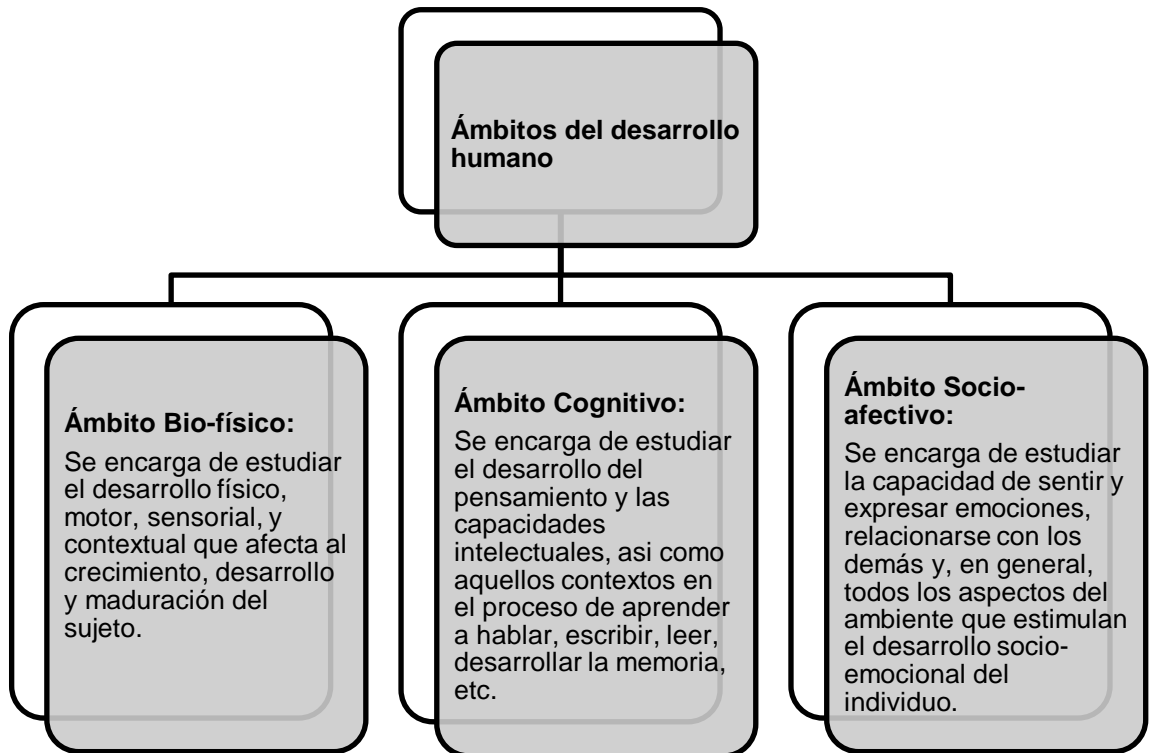 Ámbitos del desarrollo
humano
Ámbito Bio-físico:
Se encarga de estudiar
el desarrollo físico,
motor, sensorial, y
contextual que afecta al
crecimiento, desarrollo
y maduración del
sujeto.
Ámbito Cognitivo:
Se encarga de estudiar
el desarrollo del
pensamiento y las
capacidades
intelectuales, asi como
aquellos contextos en
el proceso de aprender
a hablar, escribir, leer,
desarrollar la memoria,
etc.
Ámbito Socio-
afectivo:
Se encarga de estudiar
la capacidad de sentir y
expresar emociones,
relacionarse con los
demás y, en general,
todos los aspectos del
ambiente que estimulan
el desarrollo socio-
emocional del
individuo.